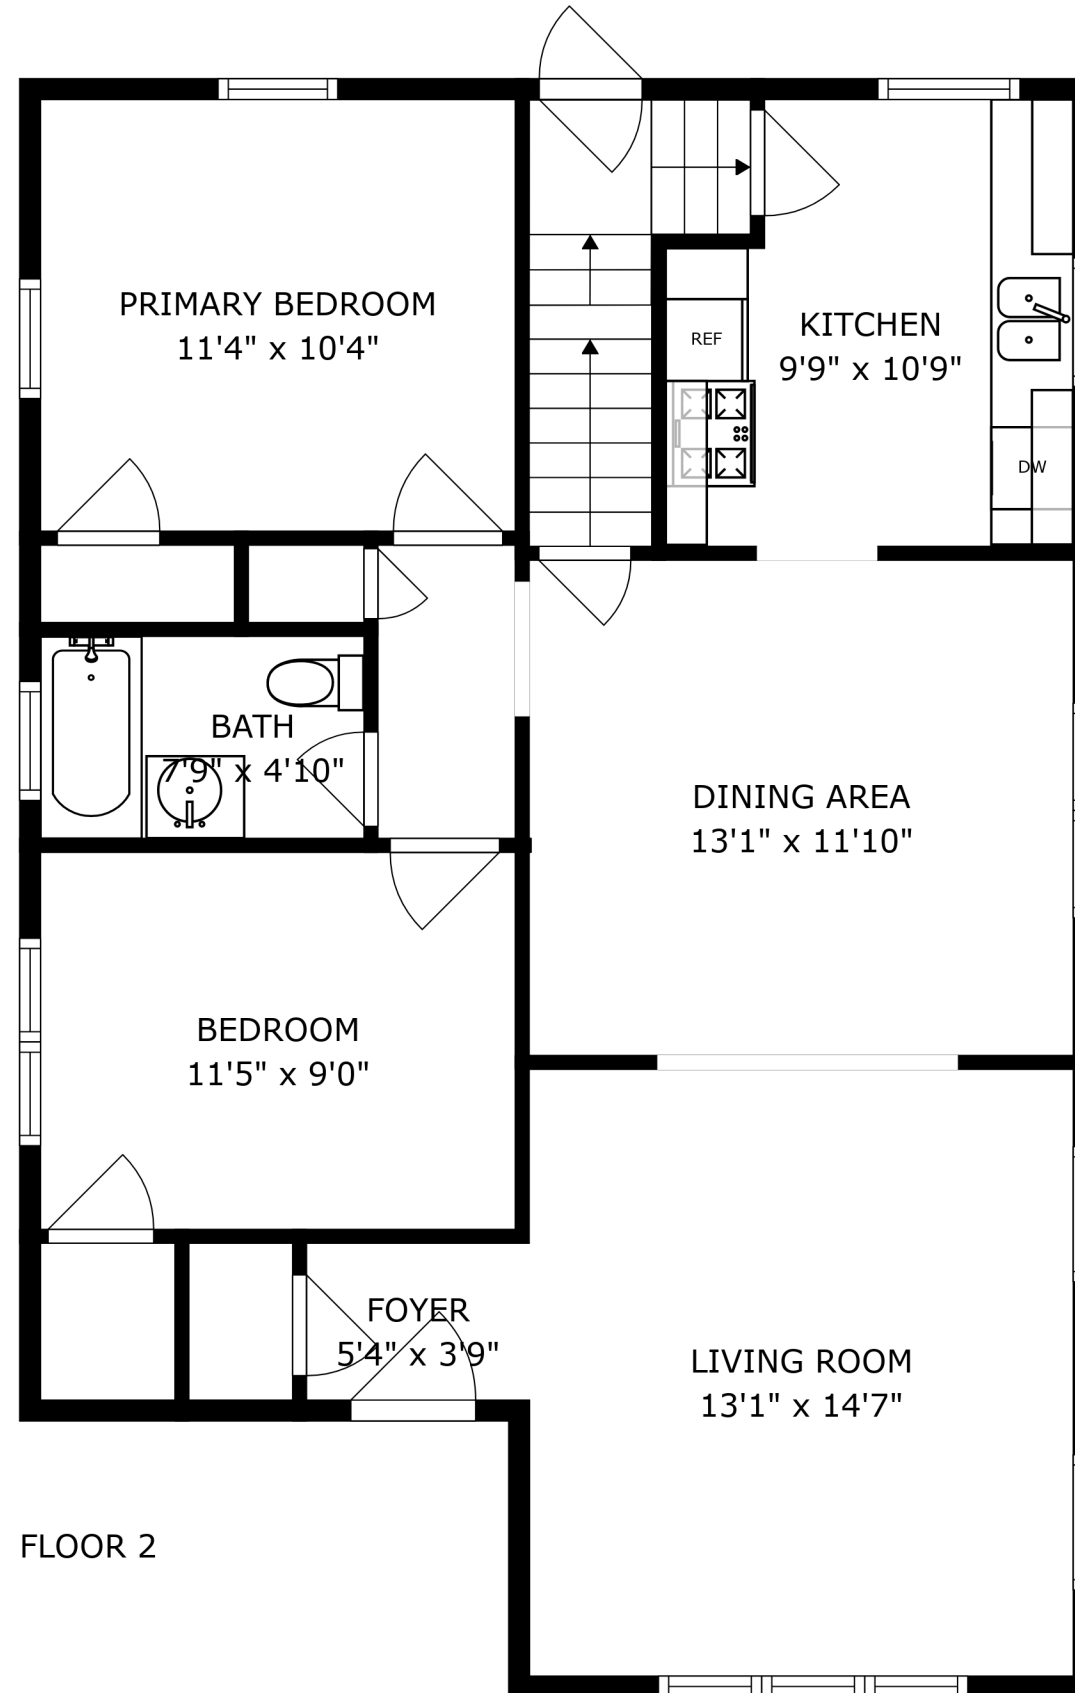 PRIMARY BEDROOM
11'4" x 10'4"
KITCHEN
9'9" x 10'9"
REF
DW
BATH
7'9" x 4'10"
DINING AREA
13'1" x 11'10"
BEDROOM
11'5" x 9'0"
FOYER
5'4" x 3'9"
LIVING ROOM
13'1" x 14'7"
FLOOR 2